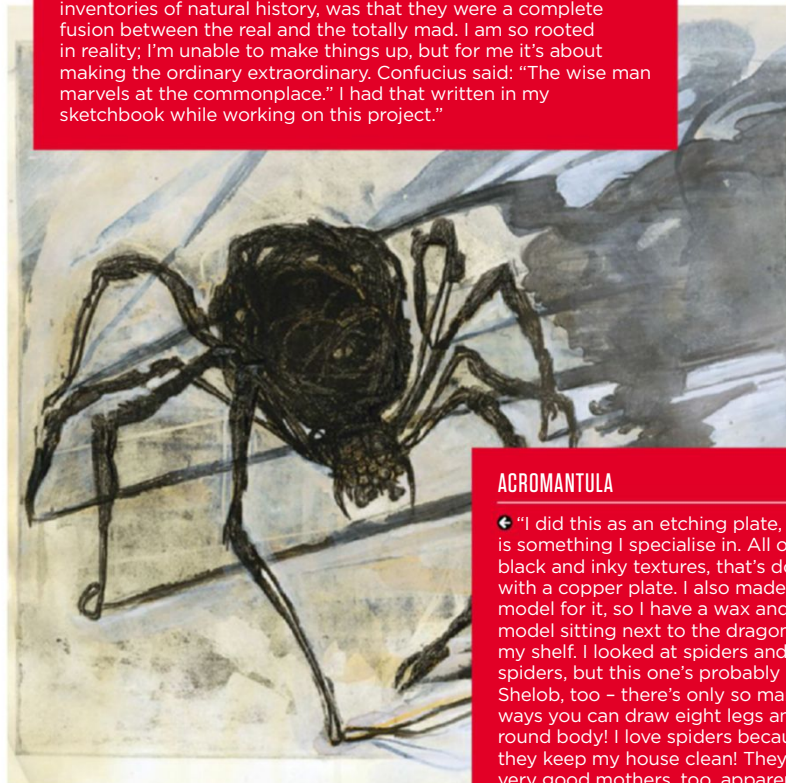 inventories of natural history, was that they were a complete
fusion between the real and the totally mad. I am so rooted
in reality; I'm unable to make things up, but for me it's about
making the ordinary extraordinary. Confucius said: “The wise man
marvels at the commonplace.” I had that written in my
sketchbook while working on this project.”
ACROMANTULA
“I did this as an etching plate,
is something I specialise in. All
black and inky textures, that's
with a copper plate. I also made
model for it, so I have a wax and
model sitting next to the dragon
my shelf. I looked at spiders and
spiders, but this one's probably
Shelob, too – there's only so
ways you can draw eight legs
round body! I love spiders
they keep my house clean! They
very good mothers, too,